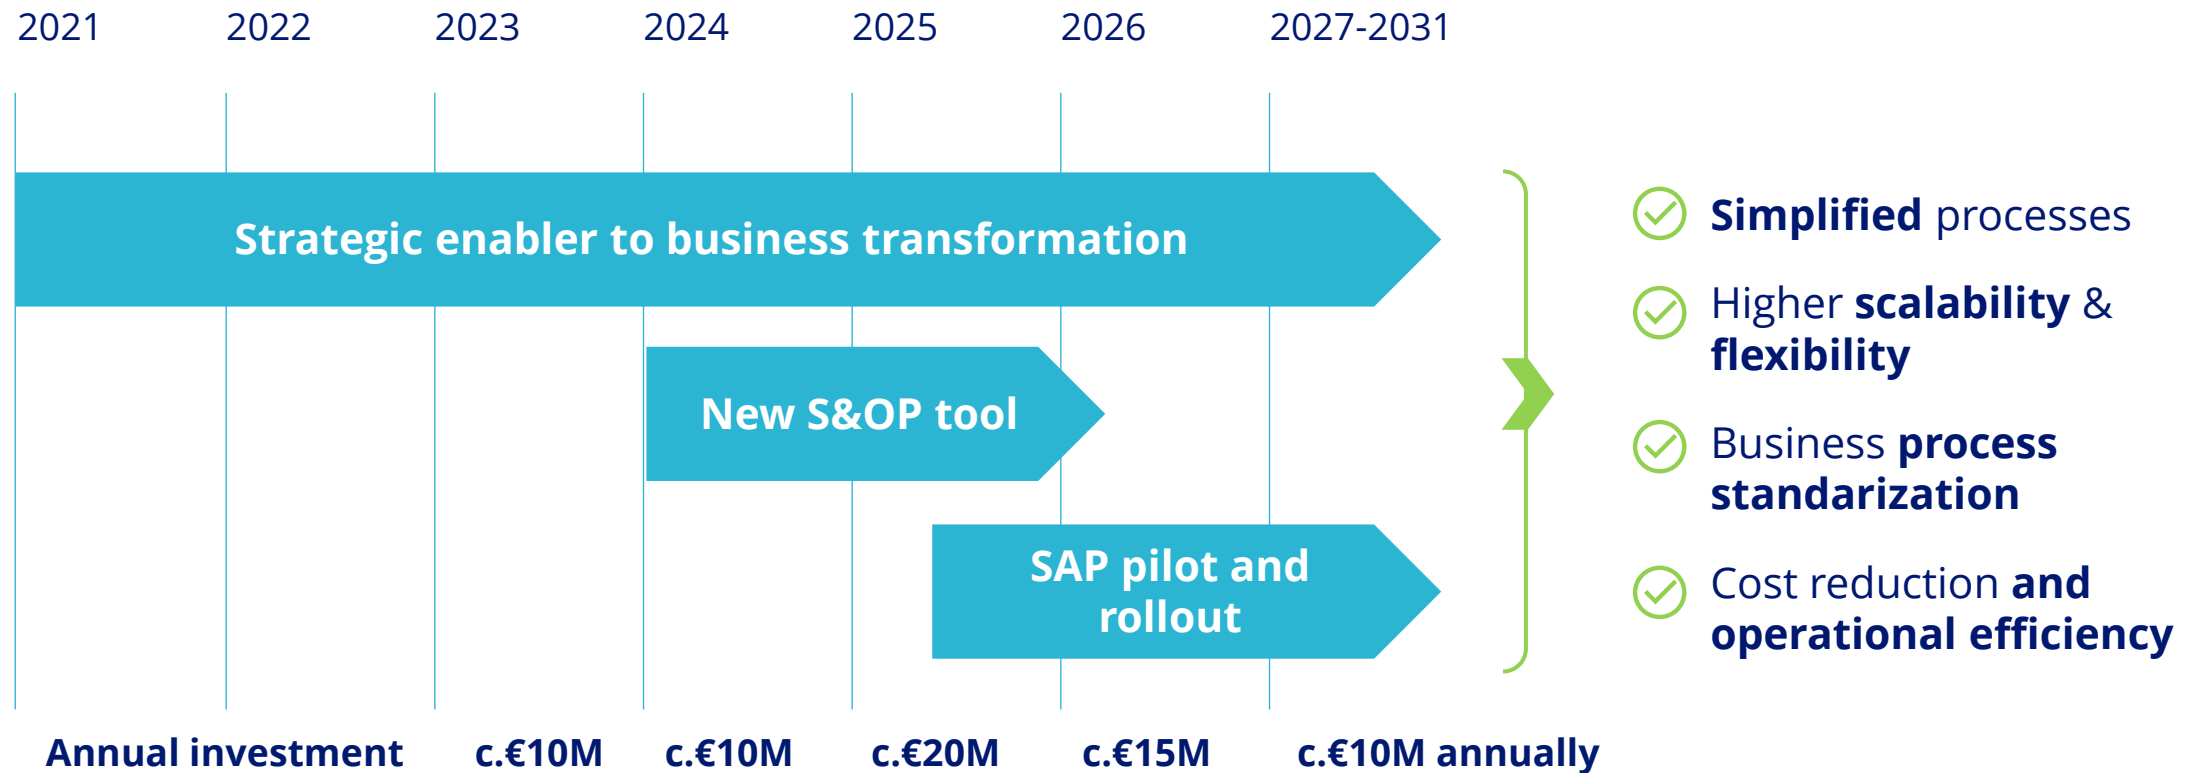 2021 2022 2023 2024 2025 2026 2027-2031
Strategic enabler to business transformation
New S&OP tool
SAP pilot and
rollout
Simplified processes
Higher scalability &
flexibility
Business process
standarization
Cost reduction and
operational efficiency
Annual investment c.€10M c.€10M c.€20M c.€15M c.€10M annually